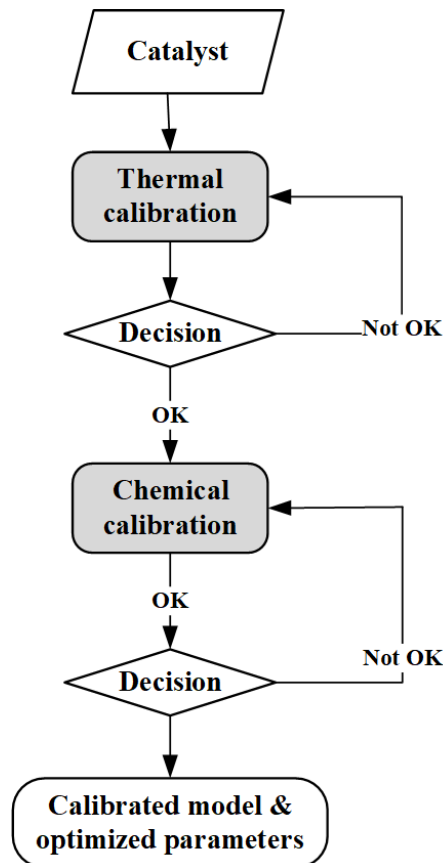 Catalyst
Thermal
calibration
Decision
Not OK
OK
Chemical
calibration
OK
Not OK
Decision
Calibrated model &
optimized parameters